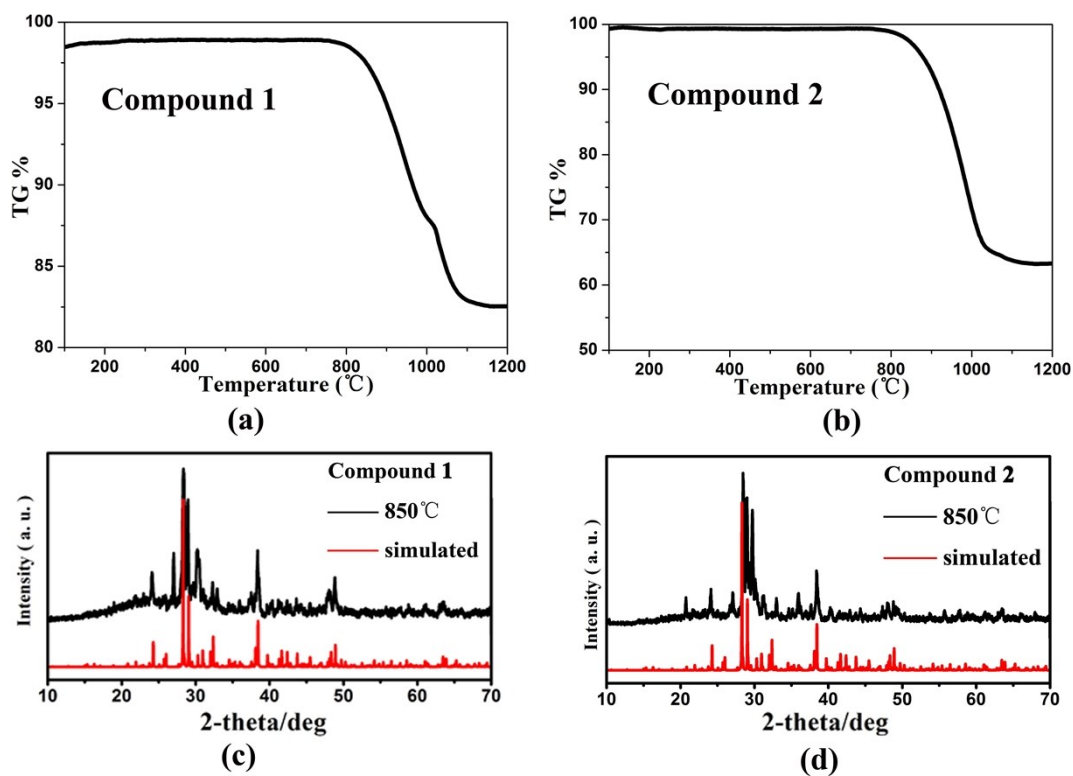 100
95
90
85
80
TG %
Compound 1
200
400
600
800
1000
1200
Temperature (℃)
(a)
100
90
80
70
60
50
TG %
Compound 2
200
400
600
800
1000
1200
Temperature (℃)
(b)
Intensity ( a. u. )
Compound 1
850℃
simulated
10
20
30
40
50
60
70
2-theta/deg
(c)
Intensity ( a. u. )
Compound 2
850℃
simulated
10
20
30
40
50
60
70
2-theta/deg
(d)